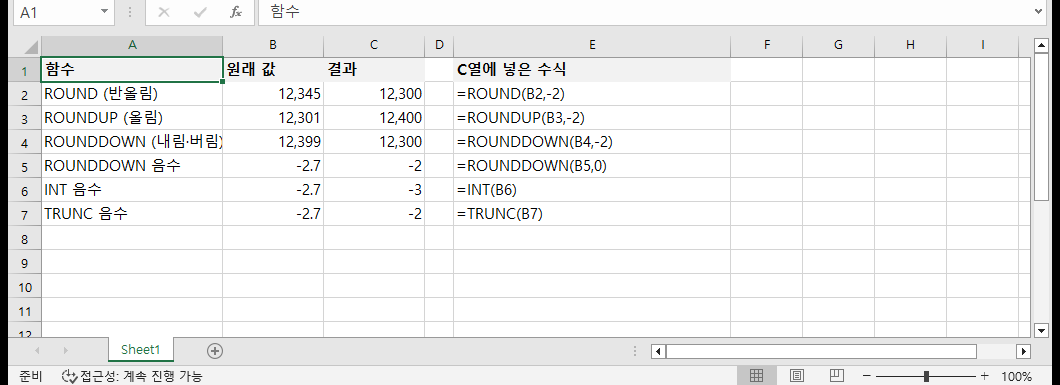 A1 fx 함수
A B C D E F G H I
1 함수 원래 값 결과 C열에 넣은 수식
2 ROUND (반올림) 12,345 12,300 =ROUND(B2,-2)
3 ROUNDUP (올림) 12,301 12,400 =ROUNDUP(B3,-2)
4 ROUNDDOWN (내림·버림) 12,399 12,300 =ROUNDDOWN(B4,-2)
5 ROUNDDOWN 음수 -2.7 -2 =ROUNDDOWN(B5,0)
6 INT 음수 -2.7 -3 =INT(B6)
7 TRUNC 음수 -2.7 -2 =TRUNC(B7)
8
9
10
11
12
Sheet1
준비 접근성: 계속 진행 가능 100%